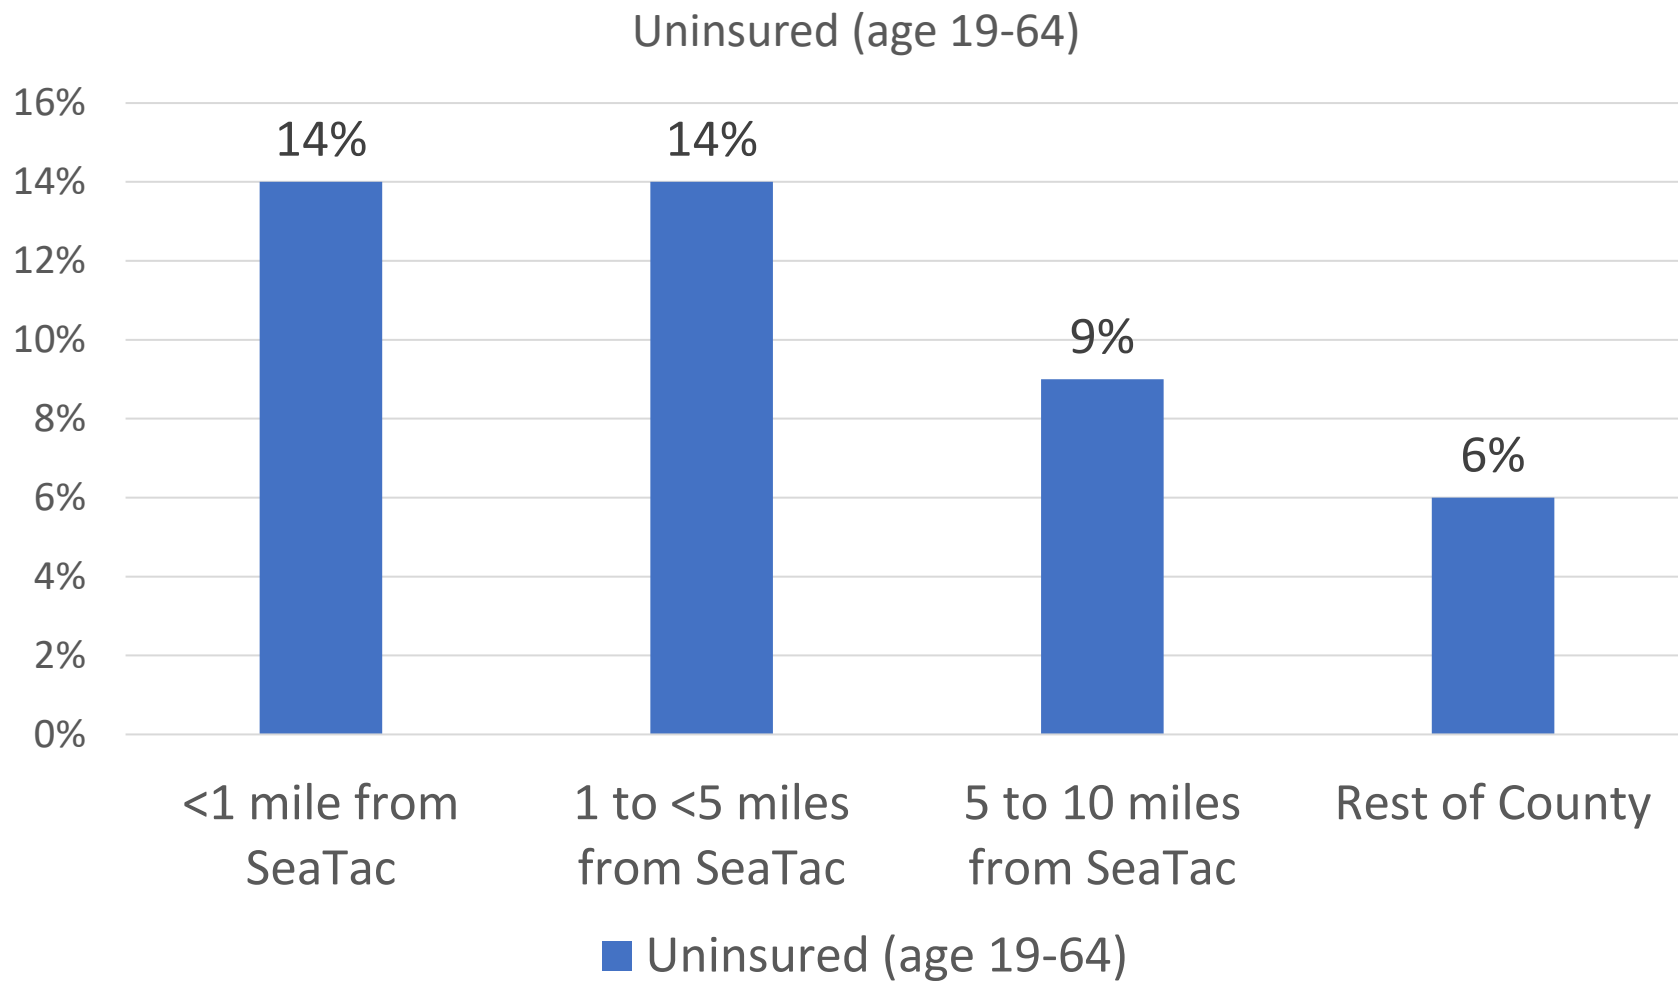 Uninsured (age 19-64)
16%
14%
12%
10%
8%
6%
4%
2%
0%
14%
14%
9%
6%
<1 mile from
SeaTac
1 to <5 miles
from SeaTac
5 to 10 miles
from SeaTac
Rest of County
Uninsured (age 19-64)